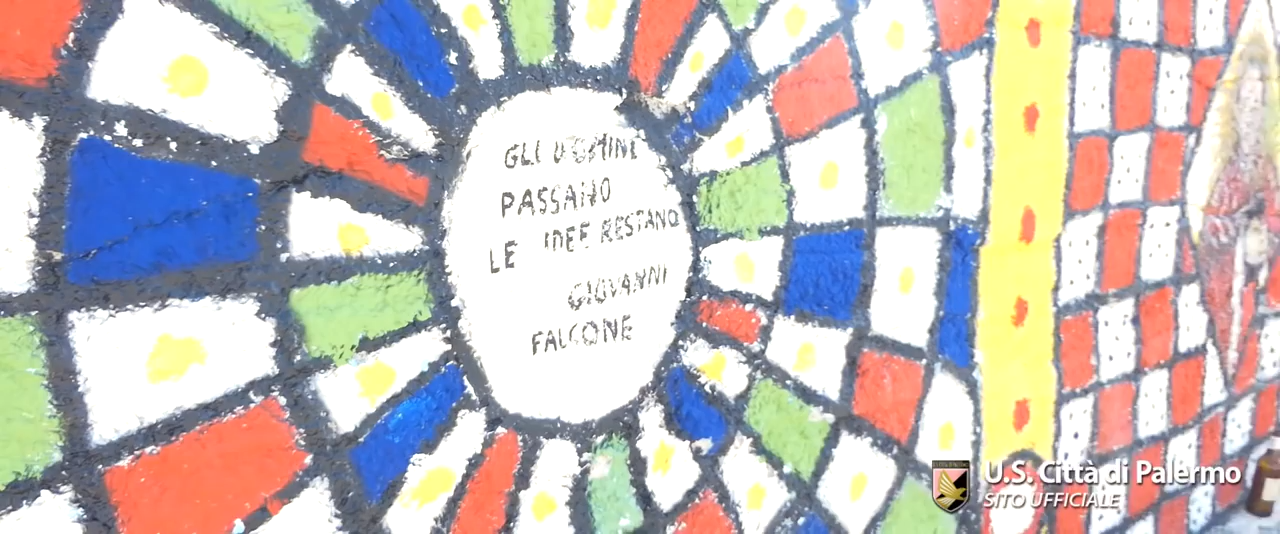 GLI UOMINI
PASSANO
LE IDEE RESTANO
GIOVANNI
FALCONE
U.S. Città di Palermo
SITO UFFICIALE